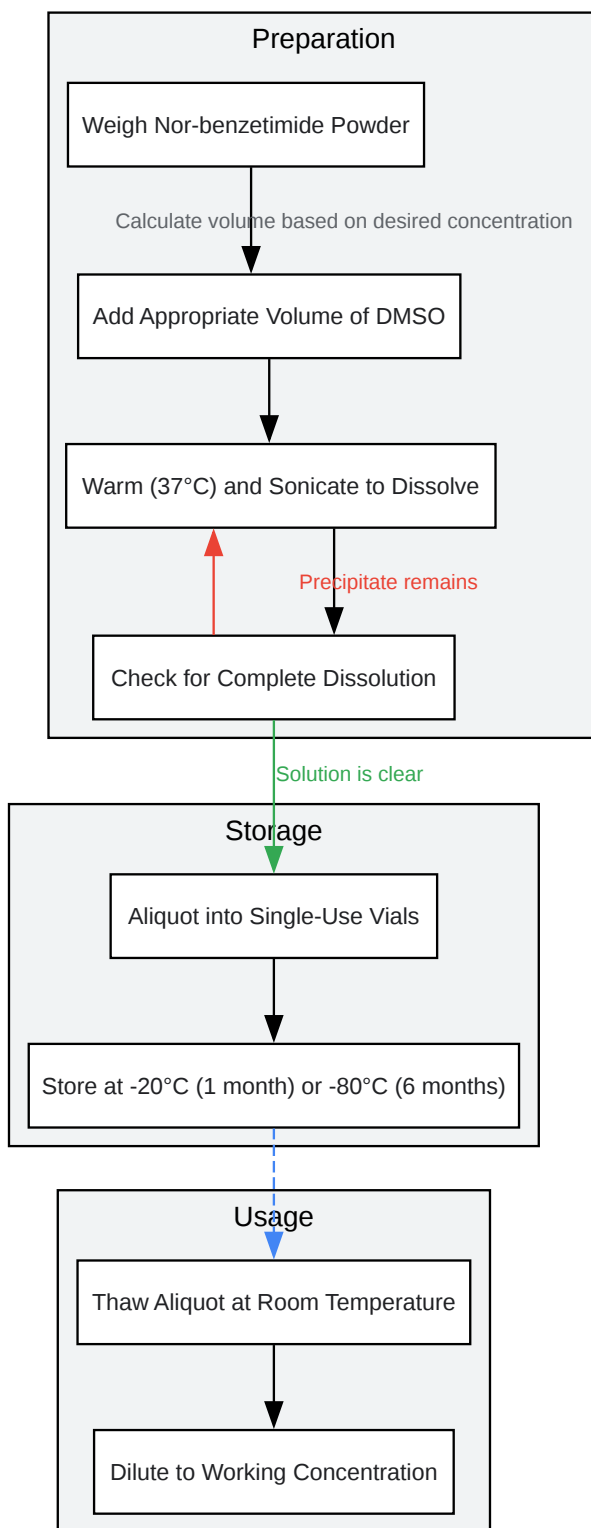 Preparation
Weigh Nor-benzetimide Powder
Calculate volume based on desired concentration
Add Appropriate Volume of DMSO
Warm (37°C) and Sonicate to Dissolve
Precipitate remains
Check for Complete Dissolution
Solution is clear
Storage
Aliquot into Single-Use Vials
Store at -20°C (1 month) or -80°C (6 months)
Usage
Thaw Aliquot at Room Temperature
Dilute to Working Concentration